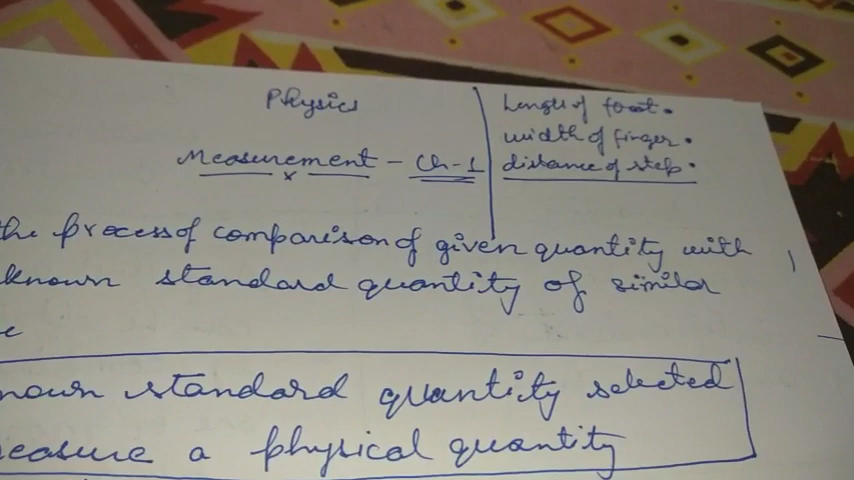 Physics
Measurement - Ch-1
Length of foot.
width of finger.
distance of step.
the process of comparison of given quantity with
known standard quantity of similar
nown standard quantity selected
easure a physical quantity